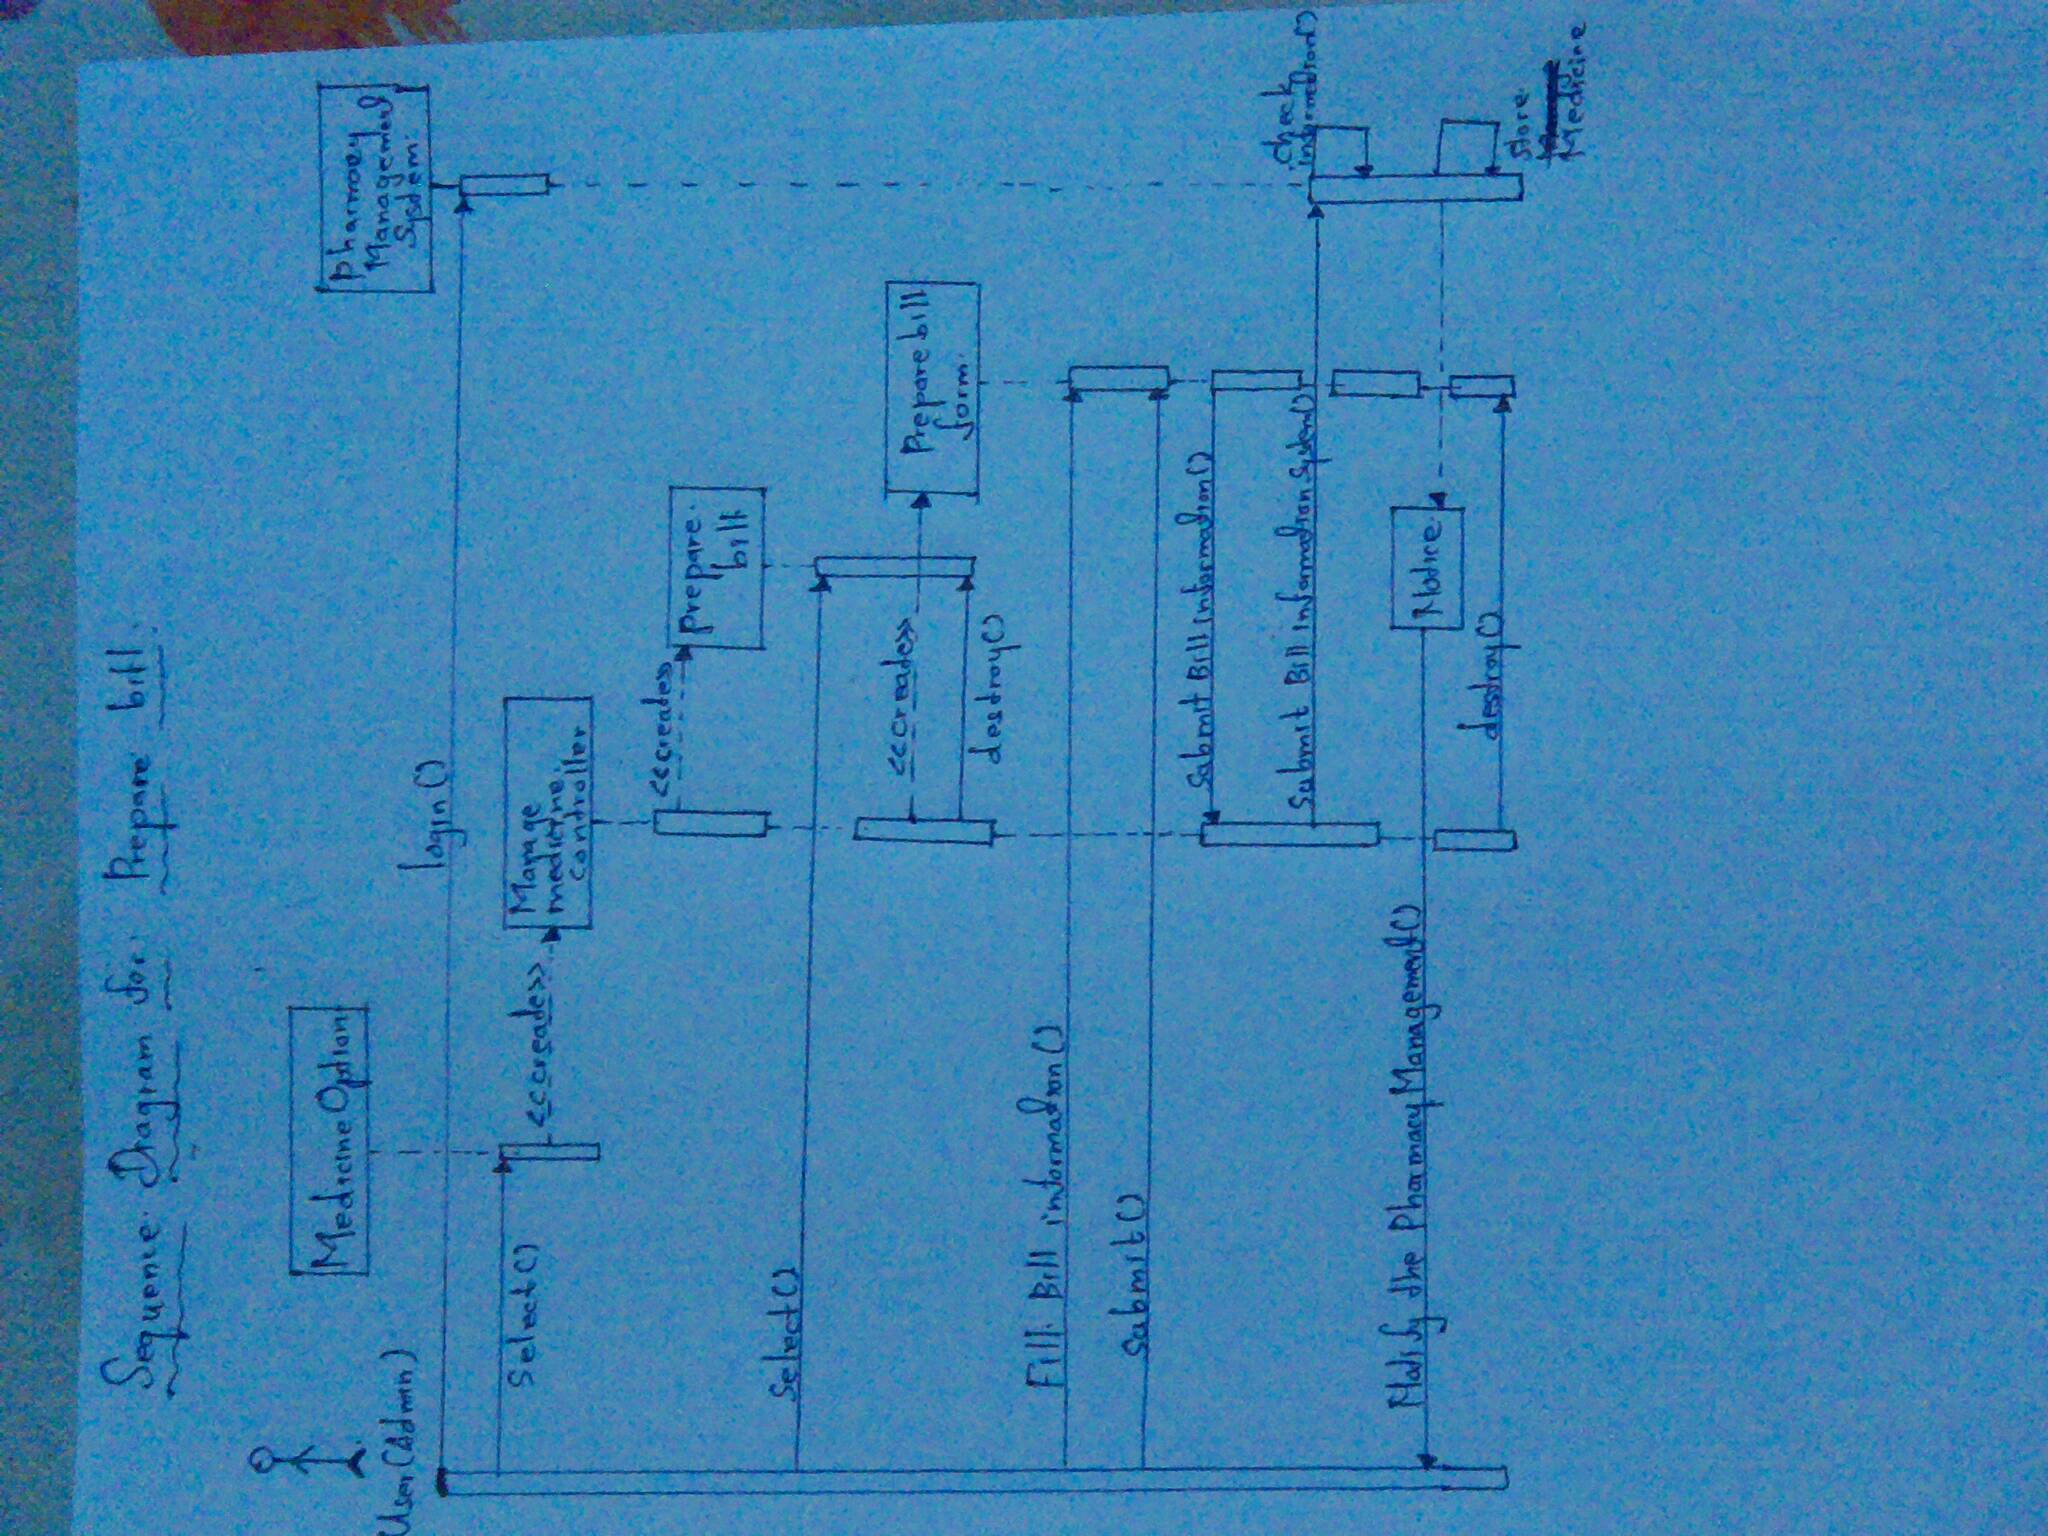 Sequence Diagram for Prepare bill.
User(Admin)
Medicine Option
Pharmacy
Management
System.
login()
Select()
<<create>>
Manage
medicine
controller
<<create>>
Prepare
bill
Select()
<<create>>
Prepare bill
form.
destroy()
Fill Bill information()
Submit()
Submit Bill information()
Submit Bill information System()
check
information()
Notify the Pharmacy Management()
Notice
destroy()
Store
Medicine